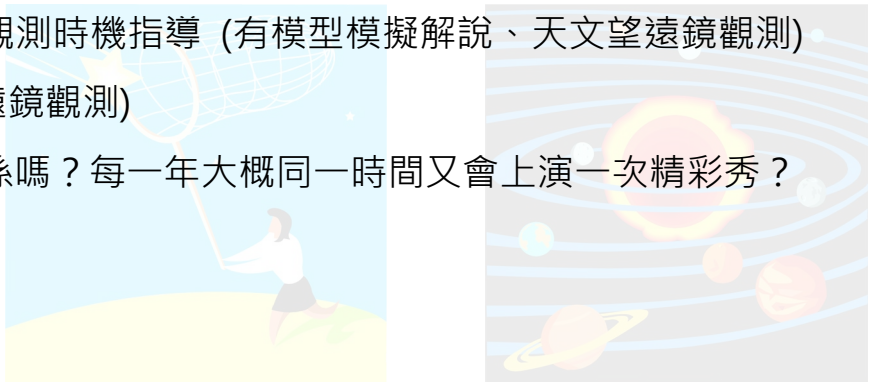 觀測時機指導 (有模型模擬解說、天文望遠鏡觀測)
遠鏡觀測)
係嗎？每一年大概同一時間又會上演一次精彩秀？